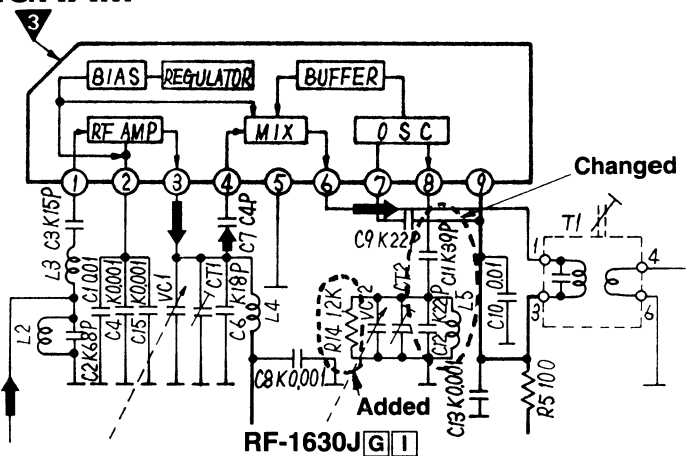 3
BIAS
REGULATOR
BUFFER
RF AMP
MIX
OSC
1
2
3
4
5
6
7
8
9
Changed
C3 K15P
C7 C4P
C9 K22P
C11 K39P
T1
1
4
3
6
L3
C1 0.01
C4 K0.001
C15 K0.001
VC1
CT1
C6 K18P
L4
R14 12K
VC2
CT2
C12 K22P
L5
C10 0.01
L2
C2 K68P
C8 K0,001
C13 K0,001
R5 100
Added
RF-1630J G I